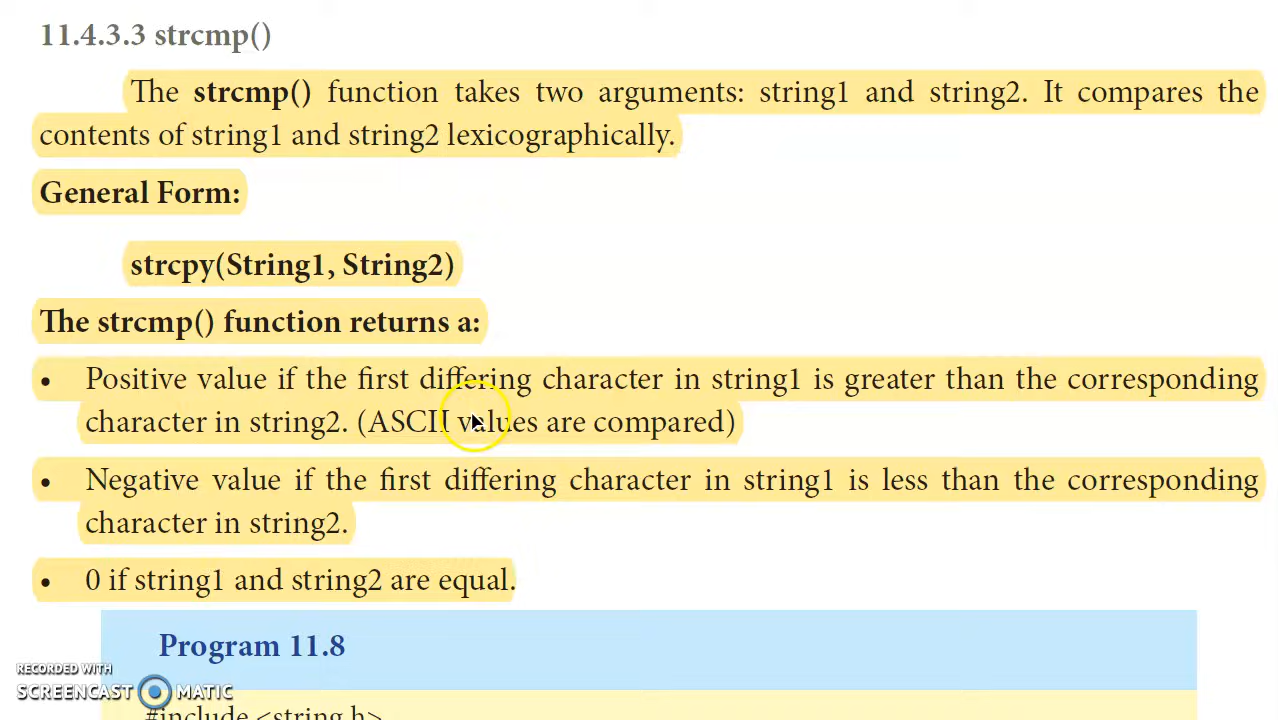 11.4.3.3 strcmp()
The strcmp() function takes two arguments: string1 and string2. It compares the
contents of string1 and string2 lexicographically.
General Form:
strcpy(String1, String2)
The strcmp() function returns a:
• Positive value if the first differing character in string1 is greater than the corresponding
character in string2. (ASCII values are compared)
• Negative value if the first differing character in string1 is less than the corresponding
character in string2.
• 0 if string1 and string2 are equal.
Program 11.8
#include <string.h>
RECORDED WITH
SCREENCAST MATIC